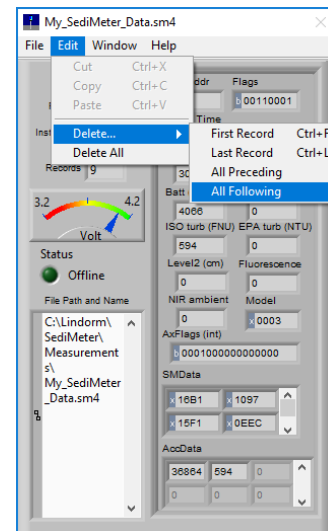 My_SediMeter_Data.sm4
File Edit Window Help
Cut Ctrl+X
Copy Ctrl+C
Paste Ctrl+V
Delete...
Delete All
First Record
Last Record
All Preceding
All Following
ddr Flags
b 00110001
Time
Inst
Records 9
30
3.2 4.2
Volt
Batt
4066 0
ISO turb (FNU) EPA turb (NTU)
594 0
Status
Offline
Level2 (cm) Fluorescence
0 0
NIR ambient Model
0 x 0003
AxFlags (int)
b 0001000000000000
File Path and Name
C:\Lindorm\
SediMeter\
Measurement
s\
My_SediMeter
_Data.sm4
SMData
x 16B1 x 1097
x 15F1 x 0EEC
AccData
36864 594 0
0 0 0